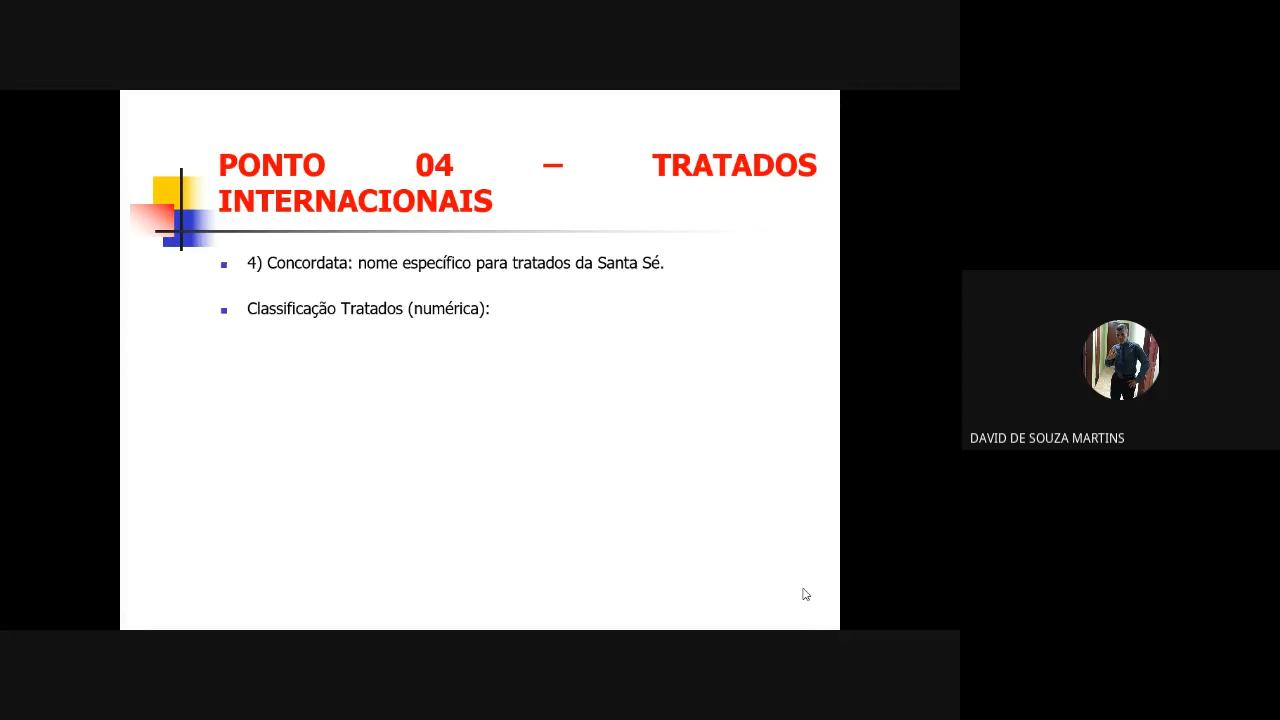 PONTO 04 – TRATADOS
INTERNACIONAIS
4) Concordata: nome específico para tratados da Santa Sé.
Classificação Tratados (numérica):
DAVID DE SOUZA MARTINS